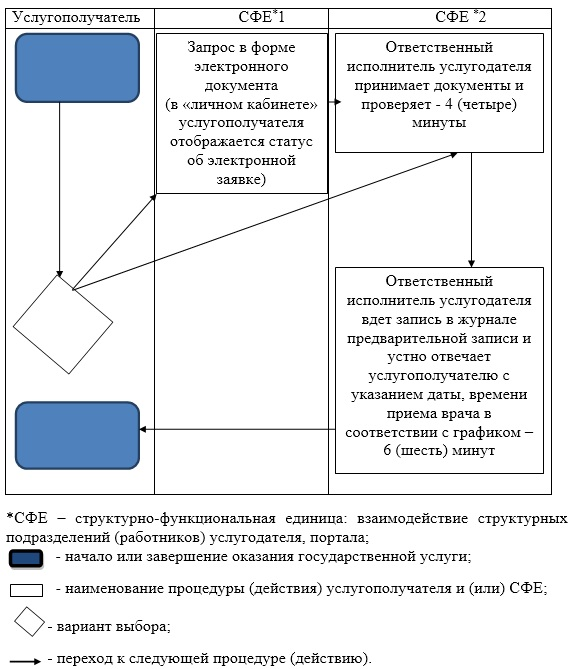 Услугополучатель
СФЕ*1
СФЕ *2
Запрос в форме
электронного
документа
(в «личном кабинете»
услугополучателя
отображается статус
об электронной
заявке)
Ответственный
исполнитель услугодателя
принимает документы и
проверяет - 4 (четыре)
минуты
Ответственный
исполнитель услугодателя
вдет запись в журнале
предварительной записи и
устно отвечает
услугополучателю с
указанием даты, времени
приема врача в
соответствии с графиком –
6 (шесть) минут
*СФЕ – структурно-функциональная единица: взаимодействие структурных
подразделений (работников) услугодателя, портала;
- начало или завершение оказания государственной услуги;
- наименование процедуры (действия) услугополучателя и (или) СФЕ;
- вариант выбора;
- переход к следующей процедуре (действию).